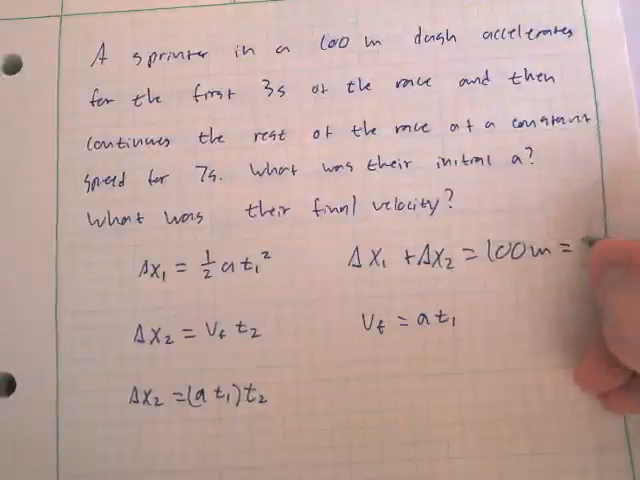 A sprinter in a 100 m dash accelerates
for the first 3s of the race and then
continues the rest of the race at a constant
speed for 7s. What was their initial a?
What was their final velocity?
Δx₁ = ½ a t₁²
Δx₁ + Δx₂ = 100m =
Δx₂ = Vf t₂
Vf = a t₁
Δx₂ = (a t₁) t₂